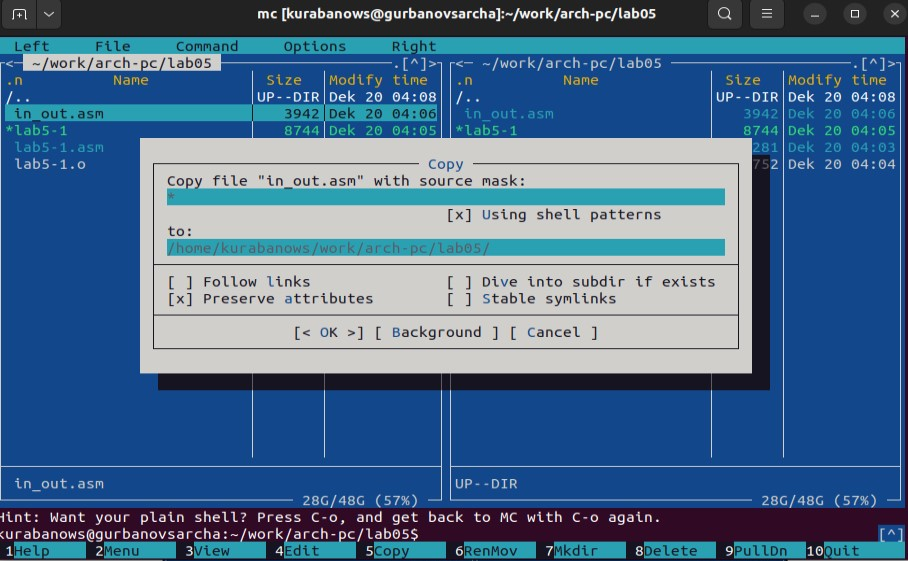 mc [kurabanows@gurbanovsarcha]:~/work/arch-pc/lab05
Left File Command Options Right
<- ~/work/arch-pc/lab05 .[^]> <- ~/work/arch-pc/lab05 .[^]>
.n Name Size Modify time .n Name Size Modify time
/.. UP--DIR Dek 20 04:08 /.. UP--DIR Dek 20 04:08
in_out.asm 3942 Dek 20 04:06 in_out.asm 3942 Dek 20 04:06
*lab5-1 8744 Dek 20 04:05 *lab5-1 8744 Dek 20 04:05
lab5-1.asm 281 Dek 20 04:03
lab5-1.o 752 Dek 20 04:04
Copy
Copy file "in_out.asm" with source mask:
*
[x] Using shell patterns
to:
/home/kurabanows/work/arch-pc/lab05/
[ ] Follow links [ ] Dive into subdir if exists
[x] Preserve attributes [ ] Stable symlinks
[< OK >] [ Background ] [ Cancel ]
in_out.asm UP--DIR
28G/48G (57%) 28G/48G (57%)
Hint: Want your plain shell? Press C-o, and get back to MC with C-o again.
kurabanows@gurbanovsarcha:~/work/arch-pc/lab05$ [^]
1Help 2Menu 3View 4Edit 5Copy 6RenMov 7Mkdir 8Delete 9PullDn 10Quit